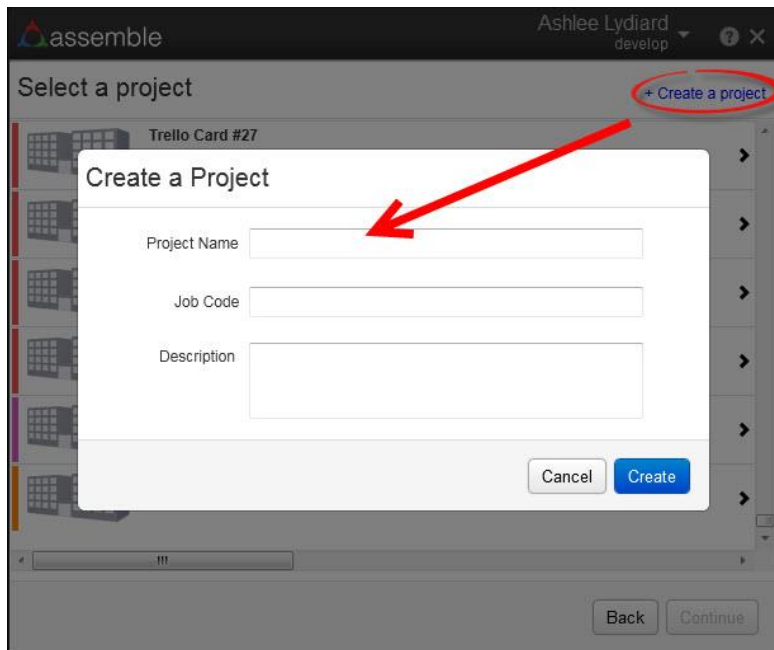 assemble
Ashlee Lydiard
develop
Select a project
+ Create a project
Trello Card #27
Create a Project
Project Name
Job Code
Description
Cancel
Create
Back
Continue